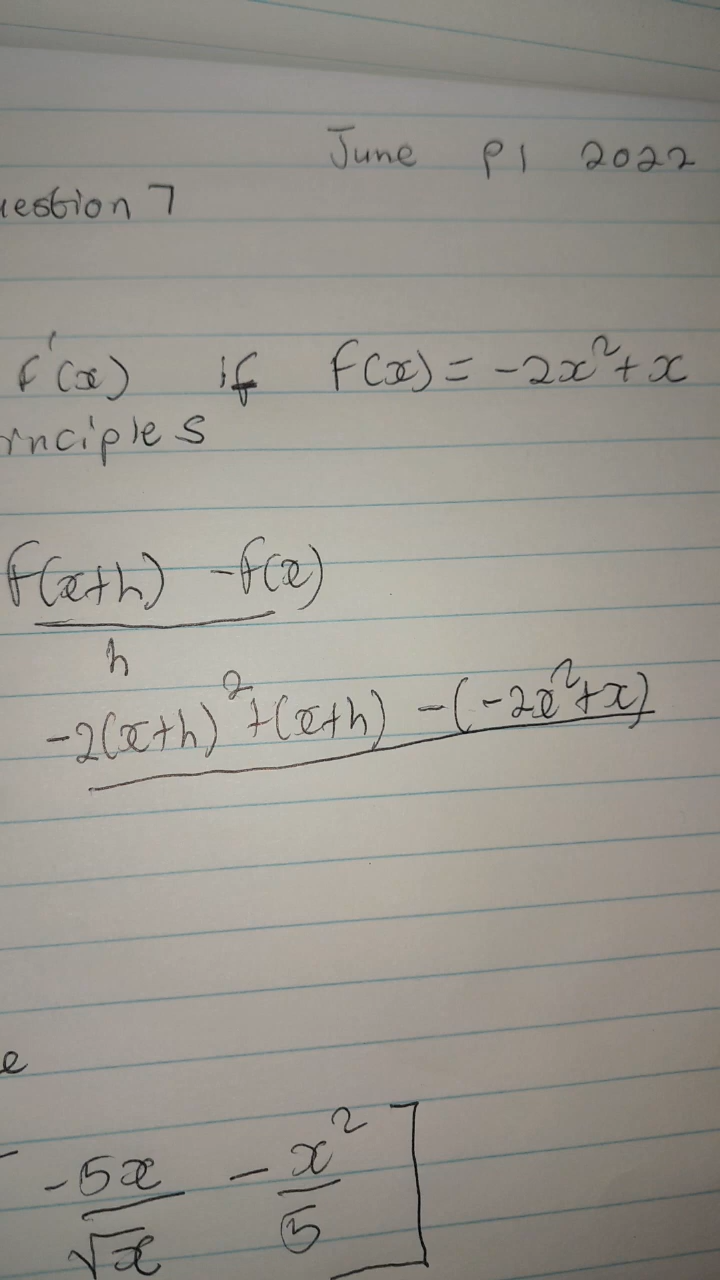 June P1 2022
uestion 7
f'(x) if f(x) = -2x²+x
rinciples
f(x+h) -f(x)
h
-2(x+h)²+(x+h) -(-2x²+x)
e
-5x/√x - x²/5]